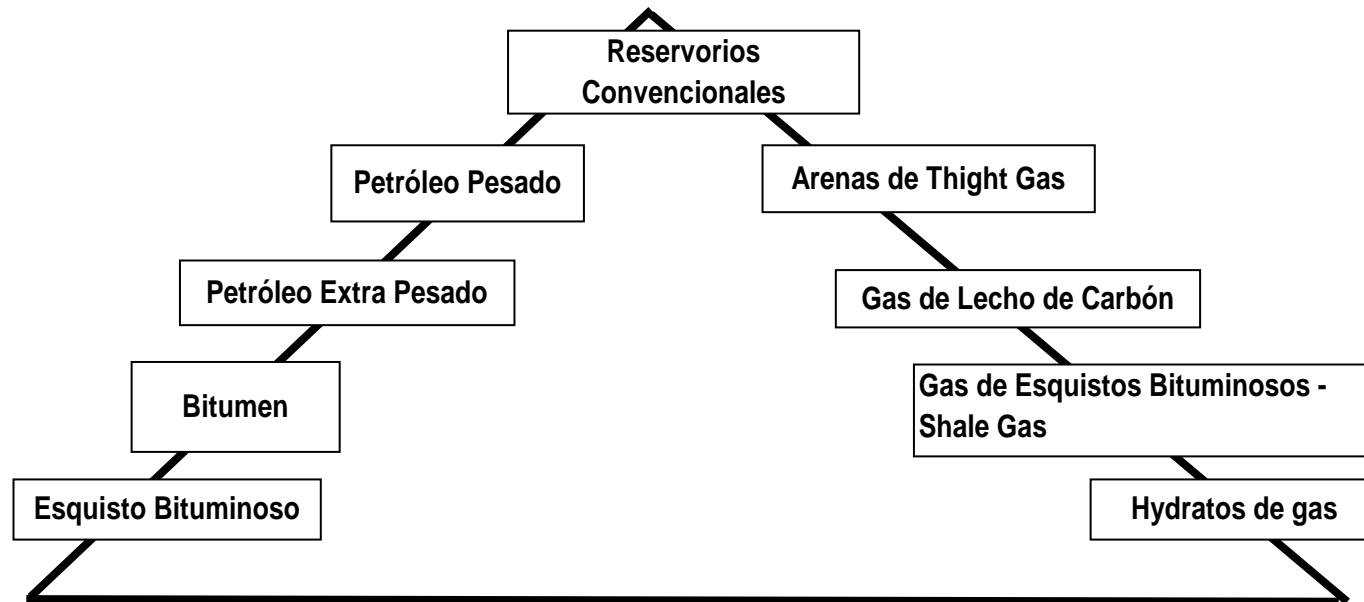 Reservorios
Convencionales
Petróleo Pesado
Arenas de Thight Gas
Petróleo Extra Pesado
Gas de Lecho de Carbón
Bitumen
Gas de Esquistos Bituminosos -
Shale Gas
Esquisto Bituminoso
Hydratos de gas